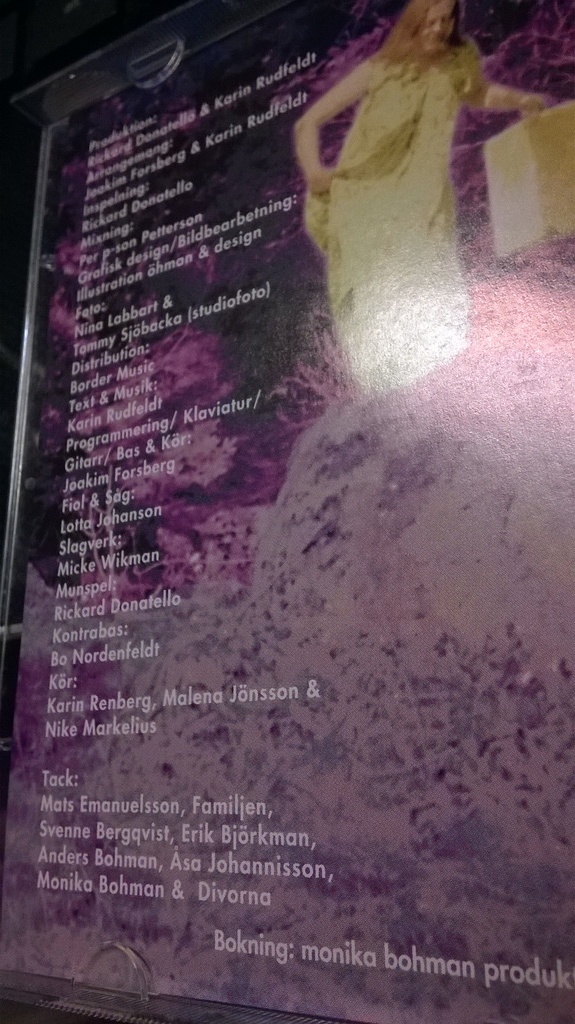 Produktion:
Rickard Donatello & Karin Rudfeldt
Arrangemang:
Joakim Forsberg & Karin Rudfeldt
Inspelning:
Rickard Donatello
Mixning:
Per p-son Petterson
Grafisk design/Bildbearbetning:
Illustration öhman & design
Foto:
Nina Labbart &
Tommy Sjöbacka (studiofoto)
Distribution:
Border Music
Text & Musik:
Karin Rudfeldt
Programmering/ Klaviatur/
Gitarr/ Bas & Kör:
Joakim Forsberg
Fiol & Såg:
Lotta Johanson
Slagverk:
Micke Wikman
Munspel:
Rickard Donatello
Kontrabas:
Bo Nordenfeldt
Kör:
Karin Renberg, Malena Jönsson &
Nike Markelius
Tack:
Mats Emanuelsson, Familjen,
Svenne Bergqvist, Erik Björkman,
Anders Bohman, Åsa Johannisson,
Monika Bohman & Divorna
Bokning: monika bohman produk